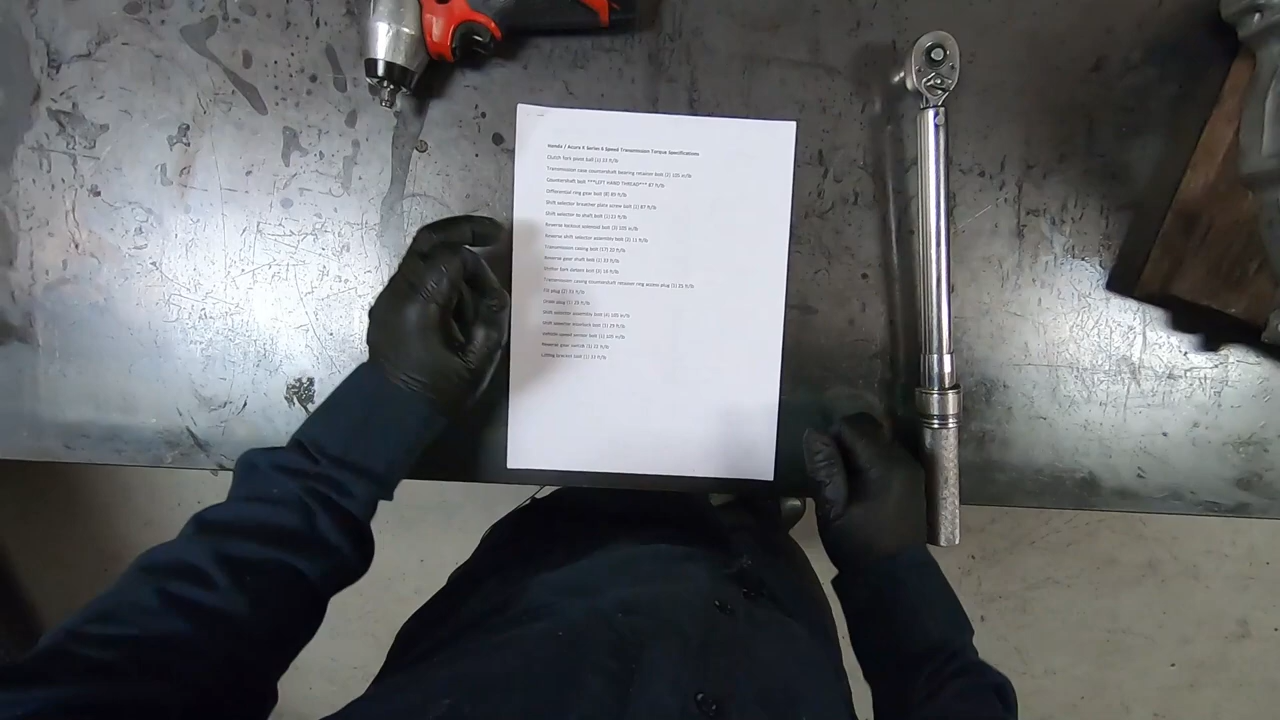 Honda / Acura K Series 6 Speed Transmission Torque Specifications
Clutch fork pivot ball (1) 33 ft/lb
Transmission case countershaft bearing retainer bolt (1) 105 in/lb
Countershaft bolt ***LEFT HAND THREAD*** 87 ft/lb
Differential ring gear bolt (8) 85 ft/lb
Shift selector breather plate screw bolt (1) 87 ft/lb
Shift selector to shaft bolt (1) 11 ft/lb
Reverse lockout solenoid bolt (3) 105 in/lb
Reverse shift selector assembly bolt (2) 11 ft/lb
Transmission casing bolt (17) 20 ft/lb
Reverse gear shaft bolt (1) 33 ft/lb
Shifter fork detent bolt (3) 16 ft/lb
Transmission casing countershaft retainer ring access plug (1) 25 ft/lb
Fill plug (2) 33 ft/lb
Drain plug (1) 29 ft/lb
Shift selector assembly bolt (4) 105 in/lb
Shift selector interlock bolt (1) 29 ft/lb
Vehicle speed sensor bolt (1) 105 in/lb
Reverse gear switch (1) 21 ft/lb
Lifting bracket bolt (1) 33 ft/lb